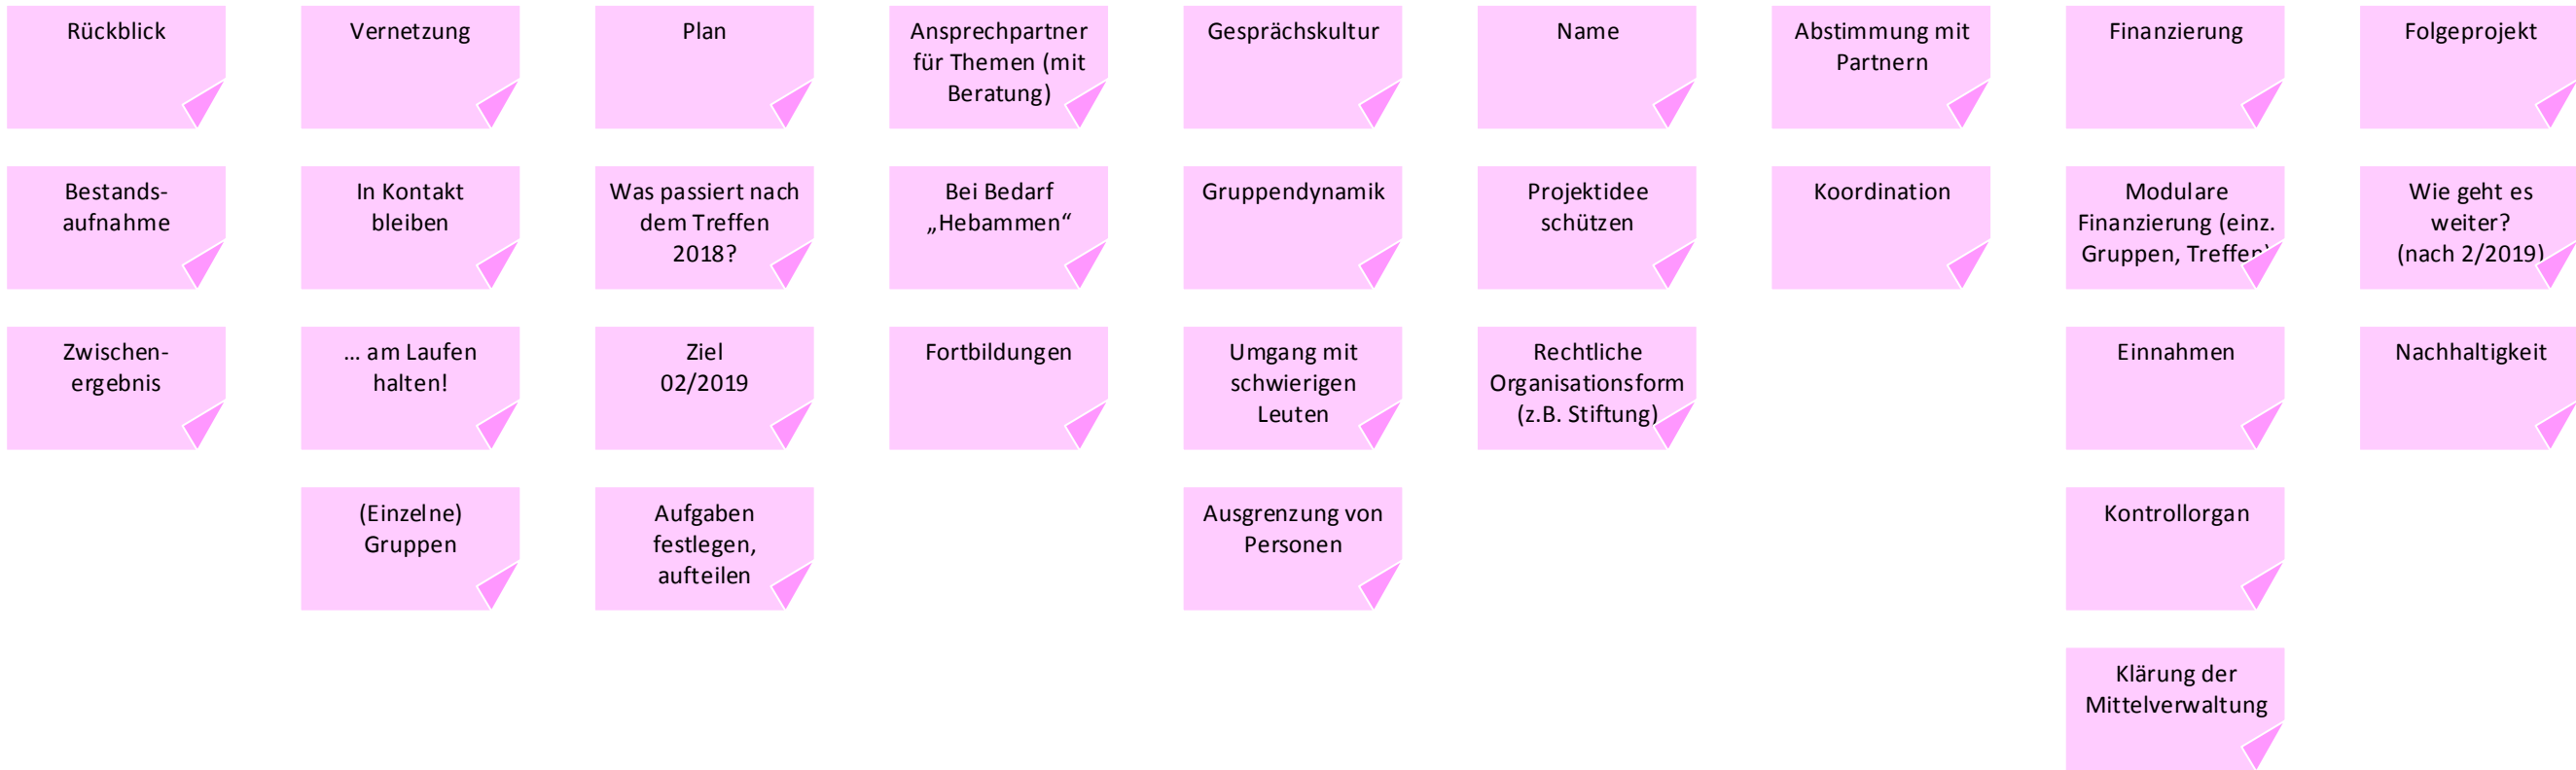 Rückblick
Bestands-
aufnahme
Zwischen-
ergebnis
Vernetzung
In Kontakt
bleiben
... am Laufen
halten!
(Einzelne)
Gruppen
Plan
Was passiert nach
dem Treffen
2018?
Ziel
02/2019
Aufgaben
festlegen,
aufteilen
Ansprechpartner
für Themen (mit
Beratung)
Bei Bedarf
„Hebammen“
Fortbildungen
Gesprächskultur
Gruppendynamik
Umgang mit
schwierigen
Leuten
Ausgrenzung von
Personen
Name
Projektidee
schützen
Rechtliche
Organisationsform
(z.B. Stiftung)
Abstimmung mit
Partnern
Koordination
Finanzierung
Modulare
Finanzierung (einz.
Gruppen, Treffen)
Einnahmen
Kontrollorgan
Klärung der
Mittelverwaltung
Folgeprojekt
Wie geht es
weiter?
(nach 2/2019)
Nachhaltigkeit